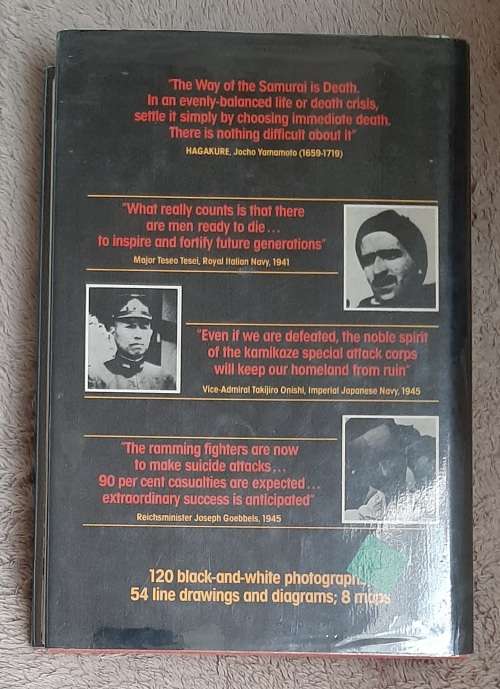 "The Way of the Samurai is Death.
In an evenly-balanced life or death crisis,
settle it simply by choosing immediate death.
There is nothing difficult about it"
HAGAKURE, Jocho Yamamoto (1659-1719)
"What really counts is that there
are men ready to die...
to inspire and fortify future generations"
Major Teseo Tesei, Royal Italian Navy, 1941
"Even if we are defeated, the noble spirit
of the kamikaze special attack corps
will keep our homeland from ruin"
Vice-Admiral Takijiro Onishi, Imperial Japanese Navy, 1945
"The ramming fighters are now
to make suicide attacks...
90 per cent casualties are expected...
extraordinary success is anticipated"
Reichsminister Joseph Goebbels, 1945
120 black-and-white photographs;
54 line drawings and diagrams; 8 maps